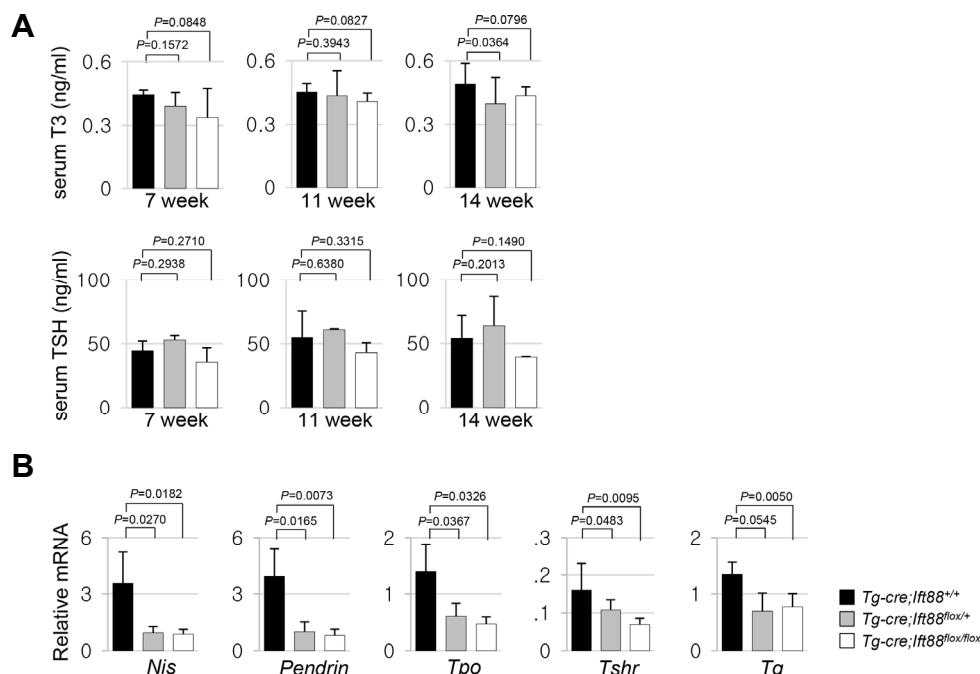 A
P=0.0848
P=0.1572
P=0.0827
P=0.3943
P=0.0796
P=0.0364
serum T3 (ng/ml)
0.6
0.3
0
7 week
0.6
0.3
0
11 week
0.6
0.3
0
14 week
P=0.2710
P=0.2938
P=0.3315
P=0.6380
P=0.1490
P=0.2013
serum TSH (ng/ml)
100
50
0
7 week
100
50
0
11 week
100
50
0
14 week
B
P=0.0182
P=0.0270
P=0.0073
P=0.0165
P=0.0326
P=0.0367
P=0.0095
P=0.0483
P=0.0050
P=0.0545
Relative mRNA
6
3
0
Nis
6
3
0
Pendrin
2
1
0
Tpo
.3
.2
.1
0
Tshr
2
1
0
Tg
Tg-cre;Ift88+/+
Tg-cre;Ift88flox/+
Tg-cre;Ift88flox/flox